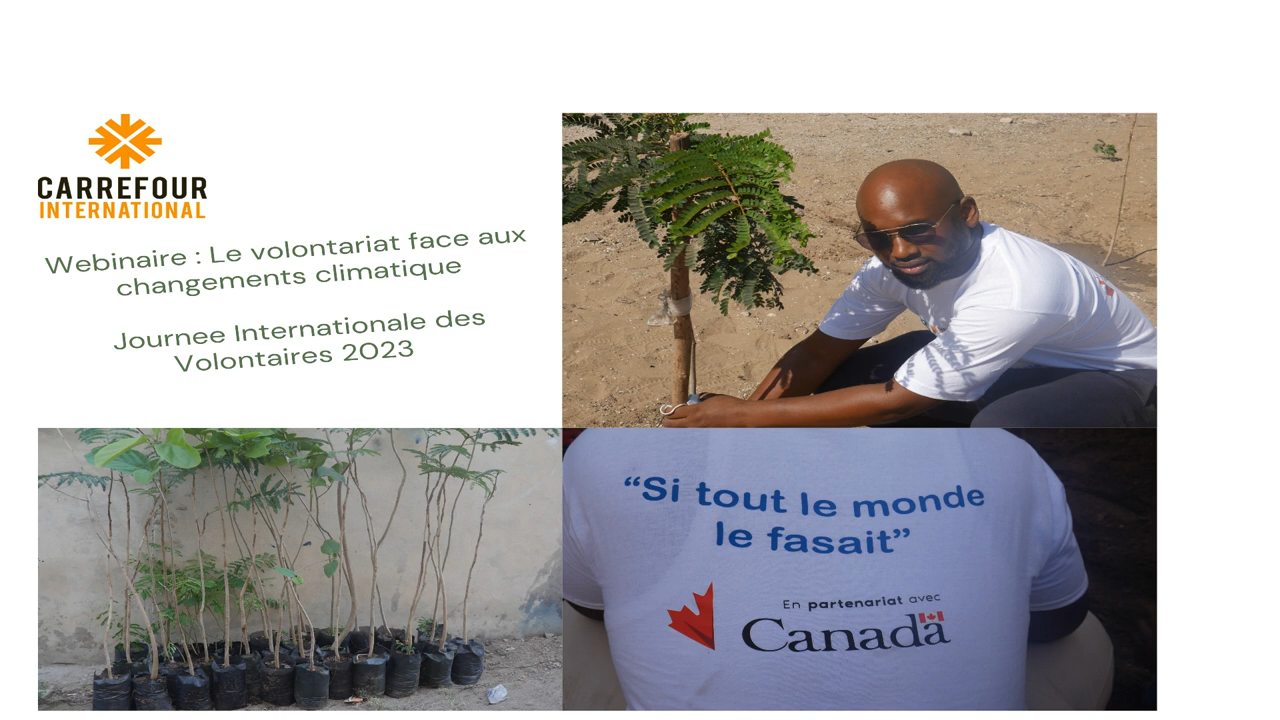 CARREFOUR
INTERNATIONAL
Webinaire : Le volontariat face aux
changements climatique
Journee Internationale des
Volontaires 2023
“Si tout le monde
le fasait”
En partenariat avec
Canada